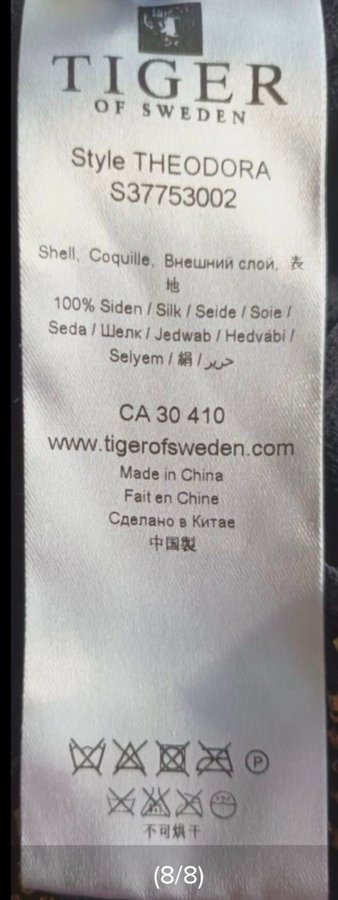 TIGER
OF SWEDEN
Style THEODORA
S37753002
Shell, Coquille, Внешний слой, 表
地
100% Siden / Silk / Seide / Soie /
Seda / Шелк / Jedwab / Hedvábí /
Selyem / 絹 / حرير
CA 30 410
www.tigerofsweden.com
Made in China
Fait en Chine
Сделано в Китае
中国製
P
不可烘干
(8/8)